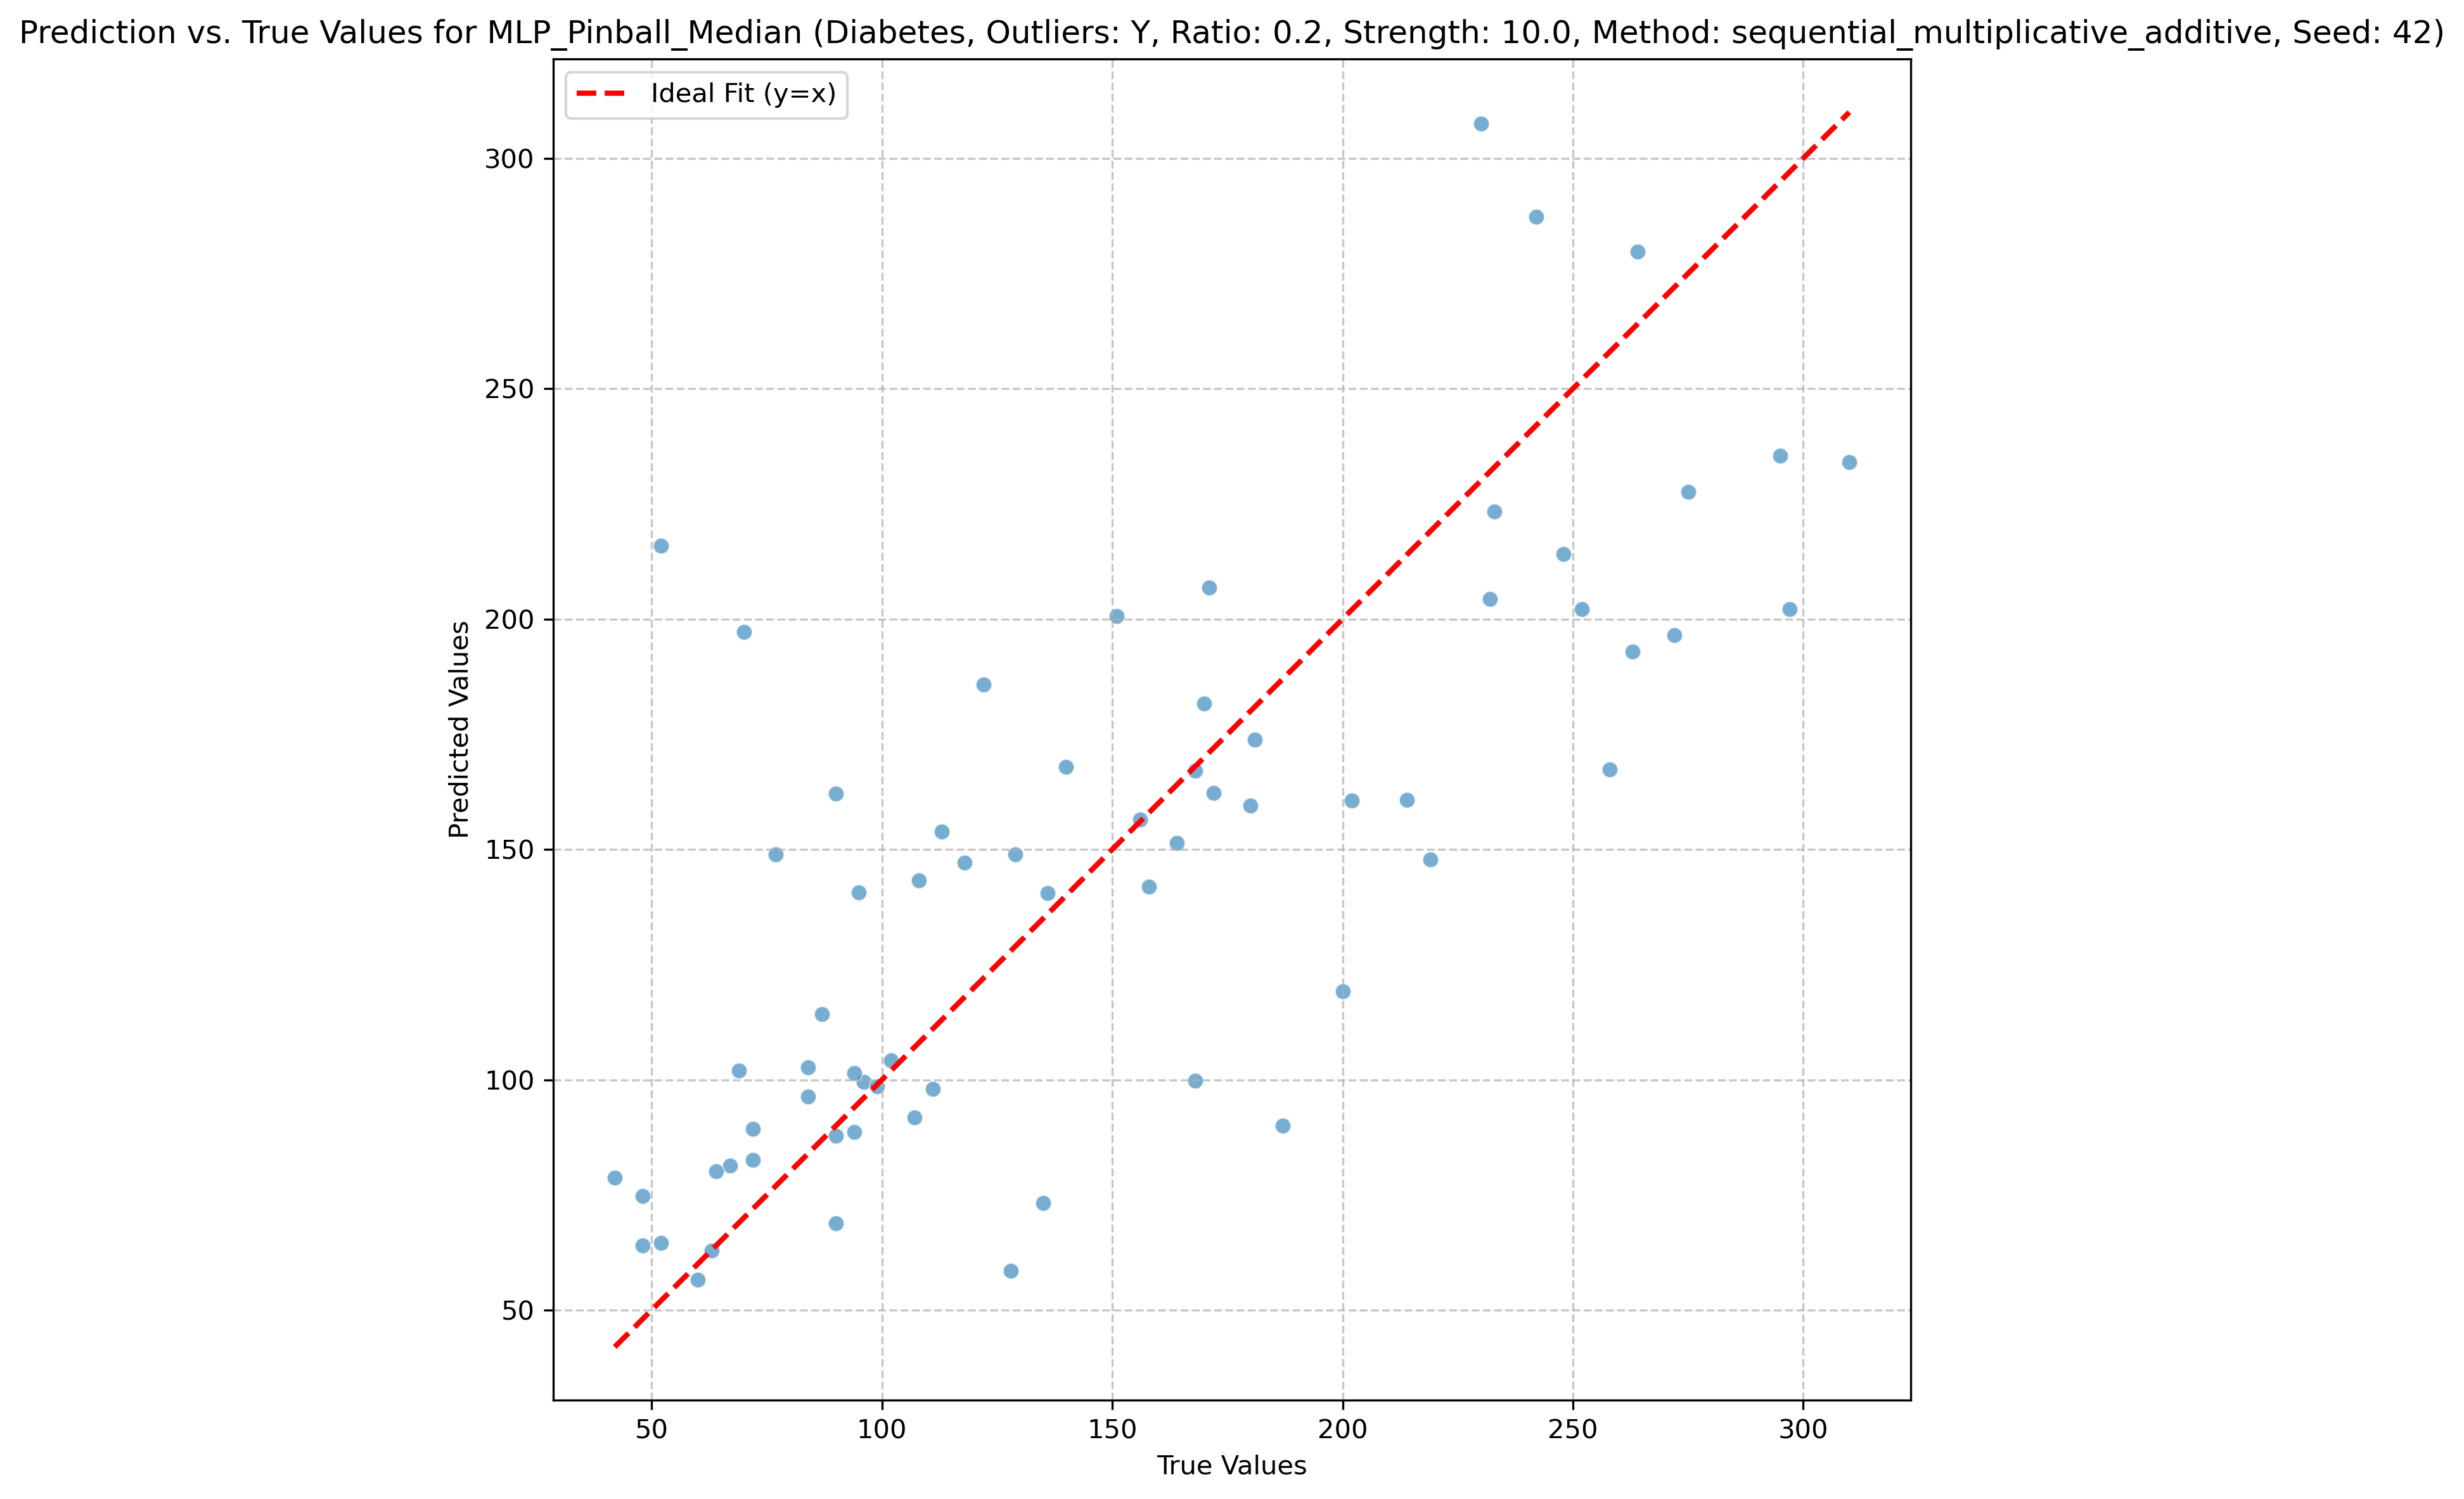 Prediction vs. True Values for MLP_Pinball_Median (Diabetes, Outliers: Y, Ratio: 0.2, Strength: 10.0, Method: sequential_multiplicative_additive, Seed: 42)
Ideal Fit (y=x)
300
250
200
150
100
50
Predicted Values
50 100 150 200 250 300
True Values